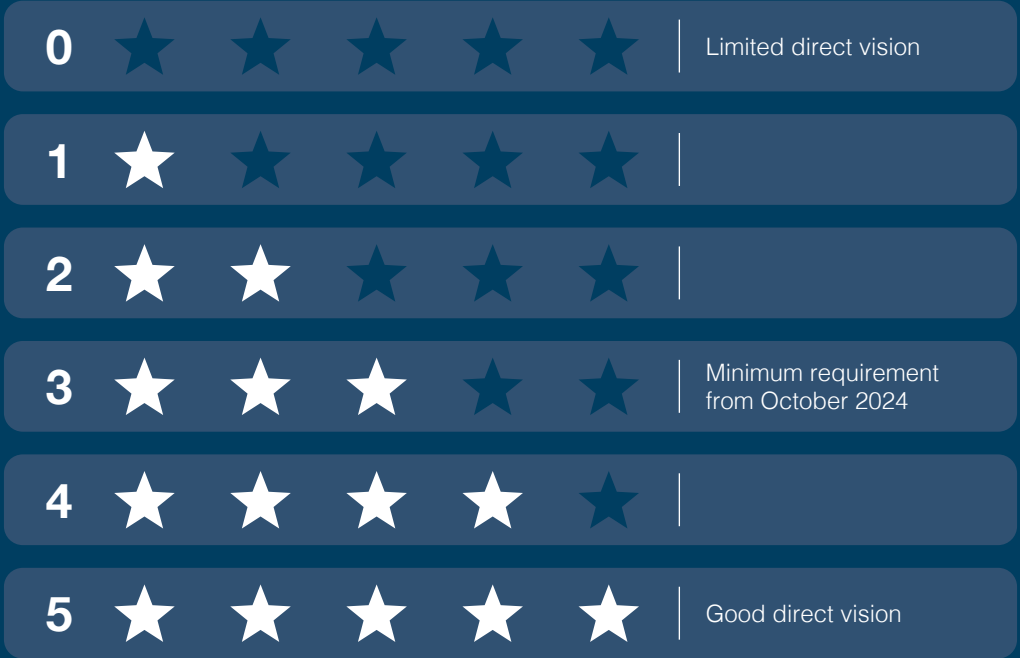 0 Limited direct vision
1
2
3 Minimum requirement
from October 2024
4
5 Good direct vision